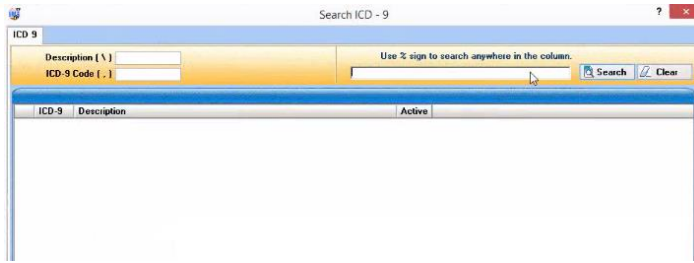 Search ICD - 9
?
ICD 9
Description [ \ ]
ICD-9 Code [ . ]
Use % sign to search anywhere in the column.
Search
Clear
ICD-9 Description Active